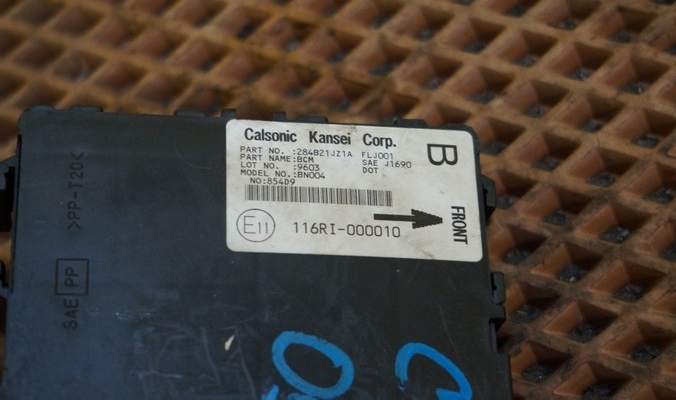 Calsonic Kansei Corp.
PART NO. :284B21JZ1A FLJ001
PART NAME:BCM SAE J1690
LOT NO. :9603 DOT
MODEL NO.:BN004
NO:854D9
B
FRONT
E11 116RI-000010
>PP-T20<
SAE PP